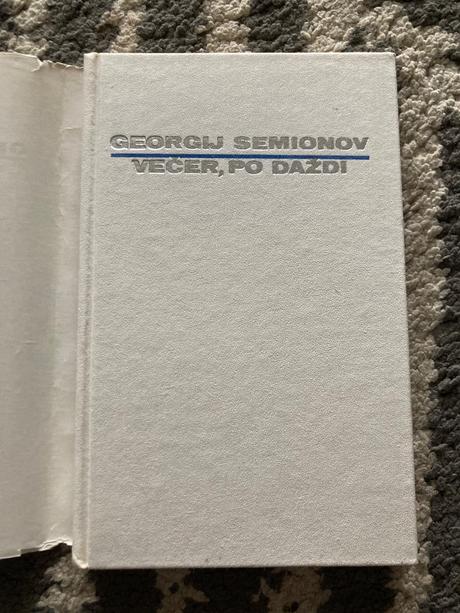 GEORGIJ SEMIONOV
VEČER, PO DAŽDI